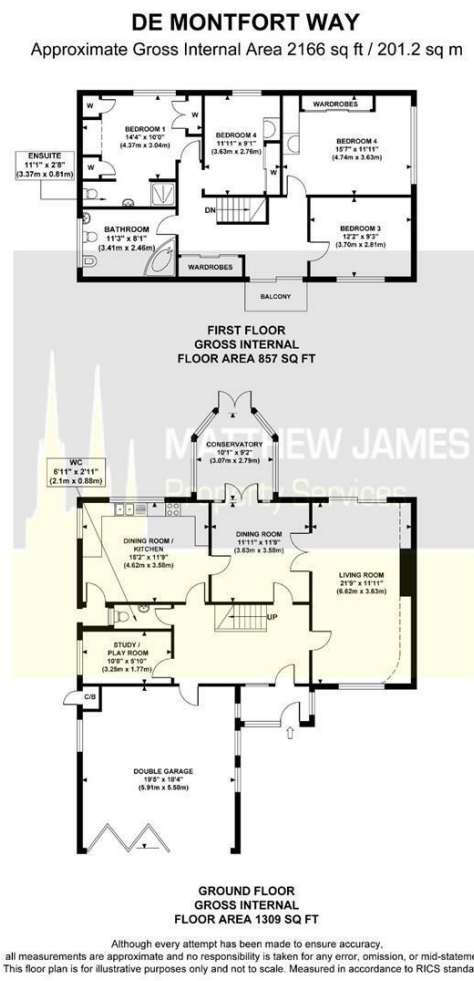 DE MONTFORT WAY
Approximate Gross Internal Area 2166 sq ft / 201.2 sq m
WARDROBES
W
W
BEDROOM 1
14'4" x 10'0"
(4.37m x 3.04m)
BEDROOM 4
11'11" x 9'1"
(3.63m x 2.76m)
BEDROOM 4
15'7" x 11'11"
(4.74m x 3.63m)
ENSUITE
11'1" x 2'8"
(3.37m x 0.81m)
W
W
DN
BATHROOM
11'3" x 8'1"
(3.41m x 2.46m)
BEDROOM 3
12'2" x 9'3"
(3.70m x 2.81m)
WARDROBES
BALCONY
FIRST FLOOR
GROSS INTERNAL
FLOOR AREA 857 SQ FT
MATTHEW JAMES
Property Services
CONSERVATORY
10'1" x 9'2"
(3.07m x 2.79m)
WC
6'11" x 2'11"
(2.1m x 0.88m)
DINING ROOM /
KITCHEN
15'2" x 11'9"
(4.62m x 3.58m)
DINING ROOM
11'11" x 11'9"
(3.63m x 3.58m)
LIVING ROOM
21'9" x 11'11"
(6.62m x 3.63m)
UP
STUDY /
PLAY ROOM
10'8" x 5'10"
(3.25m x 1.77m)
C/B
DOUBLE GARAGE
19'5" x 18'4"
(5.91m x 5.58m)
GROUND FLOOR
GROSS INTERNAL
FLOOR AREA 1309 SQ FT
Although every attempt has been made to ensure accuracy,
all measurements are approximate and no responsibility is taken for any error, omission, or mid-stateme
This floor plan is for illustrative purposes only and not to scale. Measured in accordance to RICS standa